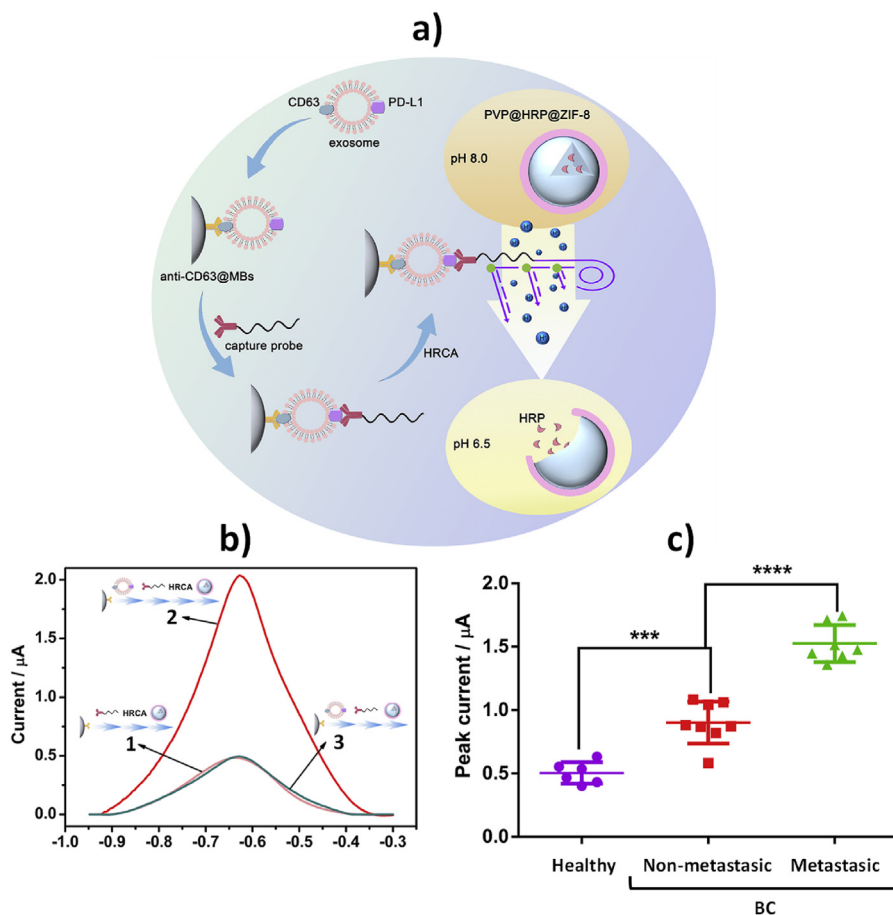 a)
CD63
PD-L1
exosome
PVP@HRP@ZIF-8
pH 8.0
anti-CD63@MBs
capture probe
HRCA
HRP
pH 6.5
b)
Current / μA
2.0
1.5
1.0
0.5
0.0
HRCA
2
HRCA
1
3
-1.0 -0.9 -0.8 -0.7 -0.6 -0.5 -0.4 -0.3
c)
Peak current / μA
2.0
1.5
1.0
0.5
0.0
***
****
Healthy Non-metastasic Metastasic
BC